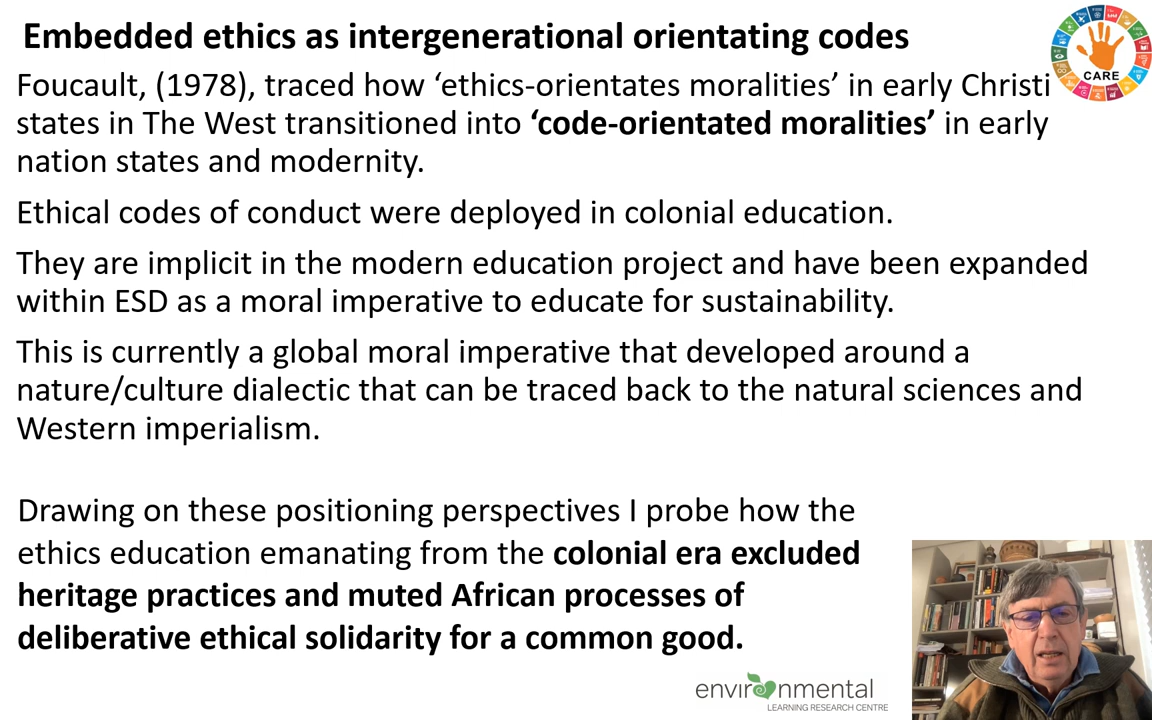 Embedded ethics as intergenerational orientating codes
CARE
Foucault, (1978), traced how ‘ethics-orientates moralities’ in early Christi
states in The West transitioned into ‘code-orientated moralities’ in early
nation states and modernity.
Ethical codes of conduct were deployed in colonial education.
They are implicit in the modern education project and have been expanded
within ESD as a moral imperative to educate for sustainability.
This is currently a global moral imperative that developed around a
nature/culture dialectic that can be traced back to the natural sciences and
Western imperialism.
Drawing on these positioning perspectives I probe how the
ethics education emanating from the colonial era excluded
heritage practices and muted African processes of
deliberative ethical solidarity for a common good.
environmental
LEARNING RESEARCH CENTRE